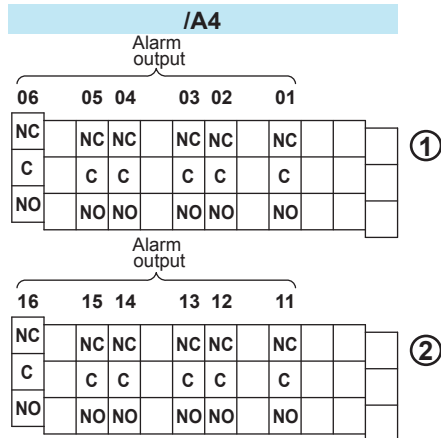 /A4
Alarm
output
06 05 04 03 02 01
NC NC NC NC NC NC
C C C C C C
NO NO NO NO NO NO
1
Alarm
output
16 15 14 13 12 11
NC NC NC NC NC NC
C C C C C C
NO NO NO NO NO NO
2